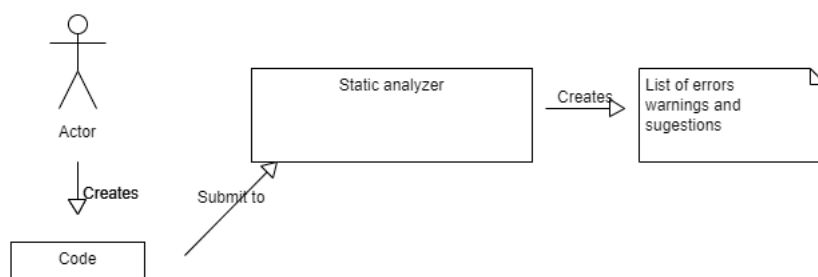 Actor
Creates
Code
Submit to
Static analyzer
Creates
List of errors
warnings and
sugestions